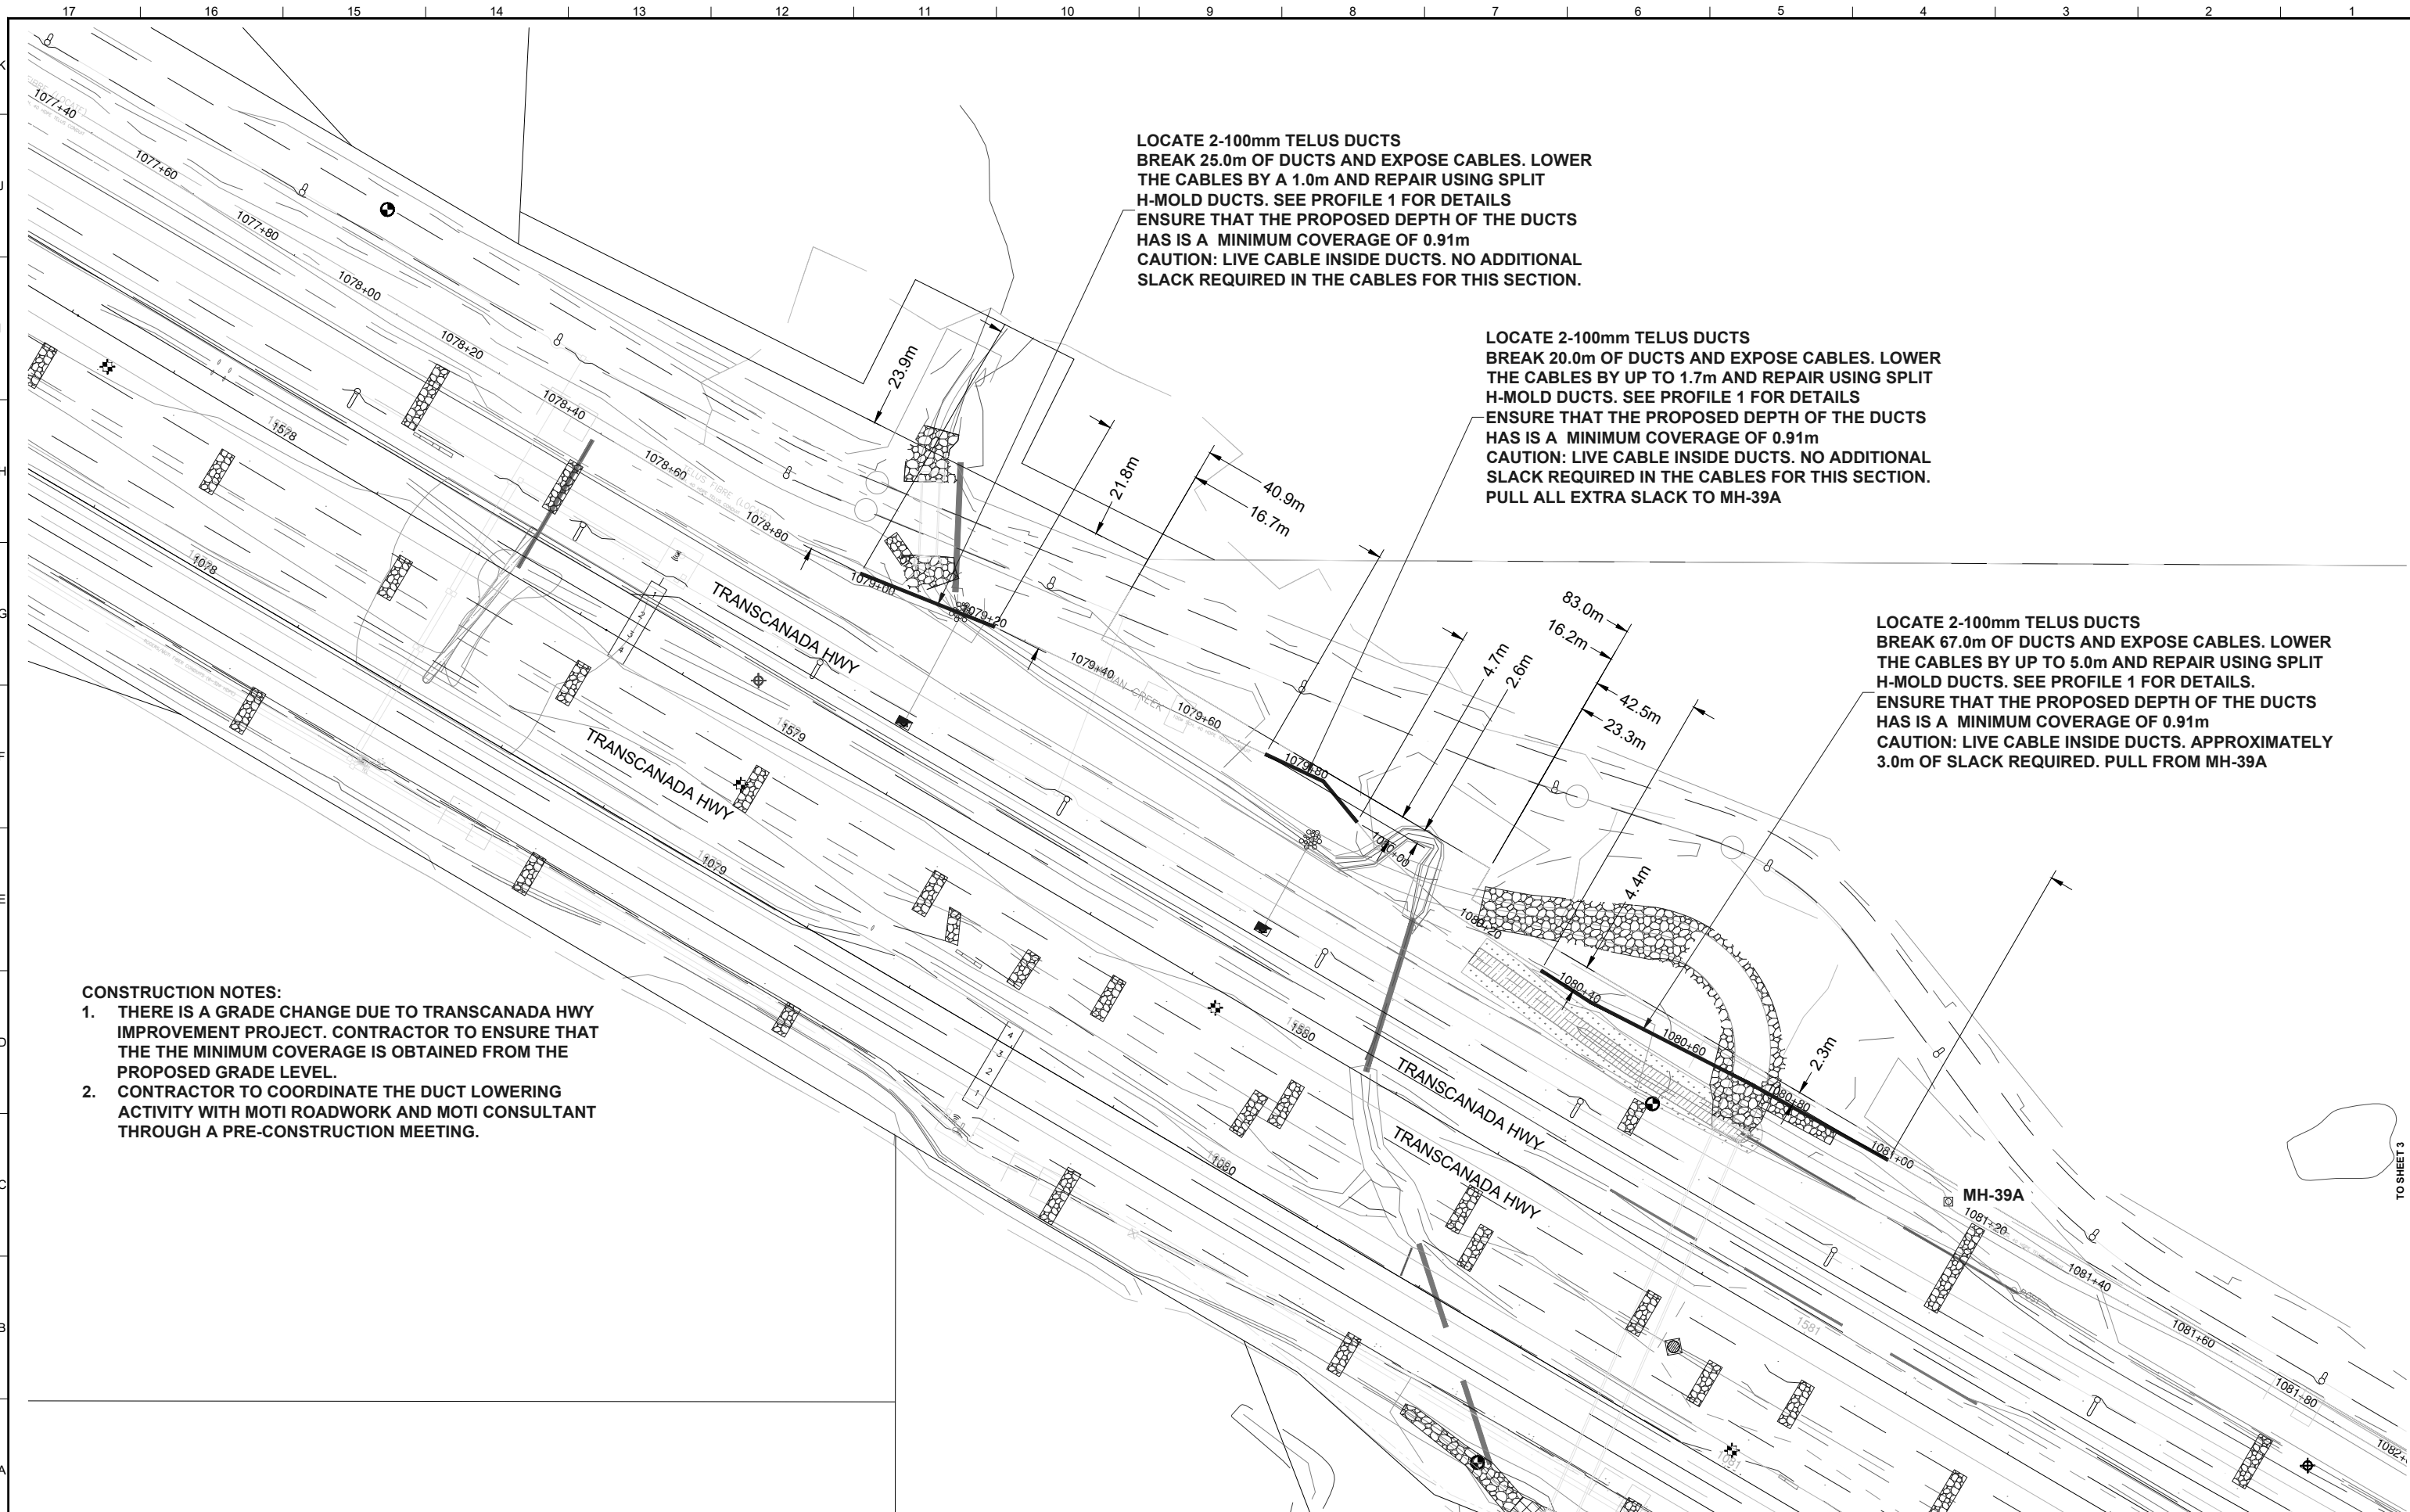 17 16 15 14 13 12 11 10 9 8 7 6 5 4 3 2 1
K
J
H
G
F
E
D
C
B
A
LOCATE 2-100mm TELUS DUCTS
BREAK 25.0m OF DUCTS AND EXPOSE CABLES. LOWER
THE CABLES BY A 1.0m AND REPAIR USING SPLIT
H-MOLD DUCTS. SEE PROFILE 1 FOR DETAILS
ENSURE THAT THE PROPOSED DEPTH OF THE DUCTS
HAS IS A MINIMUM COVERAGE OF 0.91m
CAUTION: LIVE CABLE INSIDE DUCTS. NO ADDITIONAL
SLACK REQUIRED IN THE CABLES FOR THIS SECTION.
LOCATE 2-100mm TELUS DUCTS
BREAK 20.0m OF DUCTS AND EXPOSE CABLES. LOWER
THE CABLES BY UP TO 1.7m AND REPAIR USING SPLIT
H-MOLD DUCTS. SEE PROFILE 1 FOR DETAILS
ENSURE THAT THE PROPOSED DEPTH OF THE DUCTS
HAS IS A MINIMUM COVERAGE OF 0.91m
CAUTION: LIVE CABLE INSIDE DUCTS. NO ADDITIONAL
SLACK REQUIRED IN THE CABLES FOR THIS SECTION.
PULL ALL EXTRA SLACK TO MH-39A
LOCATE 2-100mm TELUS DUCTS
BREAK 67.0m OF DUCTS AND EXPOSE CABLES. LOWER
THE CABLES BY UP TO 5.0m AND REPAIR USING SPLIT
H-MOLD DUCTS. SEE PROFILE 1 FOR DETAILS.
ENSURE THAT THE PROPOSED DEPTH OF THE DUCTS
HAS IS A MINIMUM COVERAGE OF 0.91m
CAUTION: LIVE CABLE INSIDE DUCTS. APPROXIMATELY
3.0m OF SLACK REQUIRED. PULL FROM MH-39A
1077+40
1077+60
1077+80
1078+00
1078+20
1078+40
1078+60
1078+80
1079+00
1079+20
1079+40
1079+60
1079+80
1080+00
1080+20
1080+40
1080+60
1080+80
1081+00
1081+20
1081+40
1081+60
1081+80
23.9m
21.8m
40.9m
16.7m
4.7m
2.6m
83.0m
16.2m
42.5m
23.3m
4.4m
2.3m
1578
1078
1579
1079
1580
1080
1581
1081
1 2 3 4
4 3 2 1
TELUS FIBRE (LOCATE)
CREEK
TRANSCANADA HWY
TRANSCANADA HWY
TRANSCANADA HWY
TRANSCANADA HWY
MH-39A
TO SHEET 3
CONSTRUCTION NOTES:
1. THERE IS A GRADE CHANGE DUE TO TRANSCANADA HWY
IMPROVEMENT PROJECT. CONTRACTOR TO ENSURE THAT
THE THE MINIMUM COVERAGE IS OBTAINED FROM THE
PROPOSED GRADE LEVEL.
2. CONTRACTOR TO COORDINATE THE DUCT LOWERING
ACTIVITY WITH MOTI ROADWORK AND MOTI CONSULTANT
THROUGH A PRE-CONSTRUCTION MEETING.